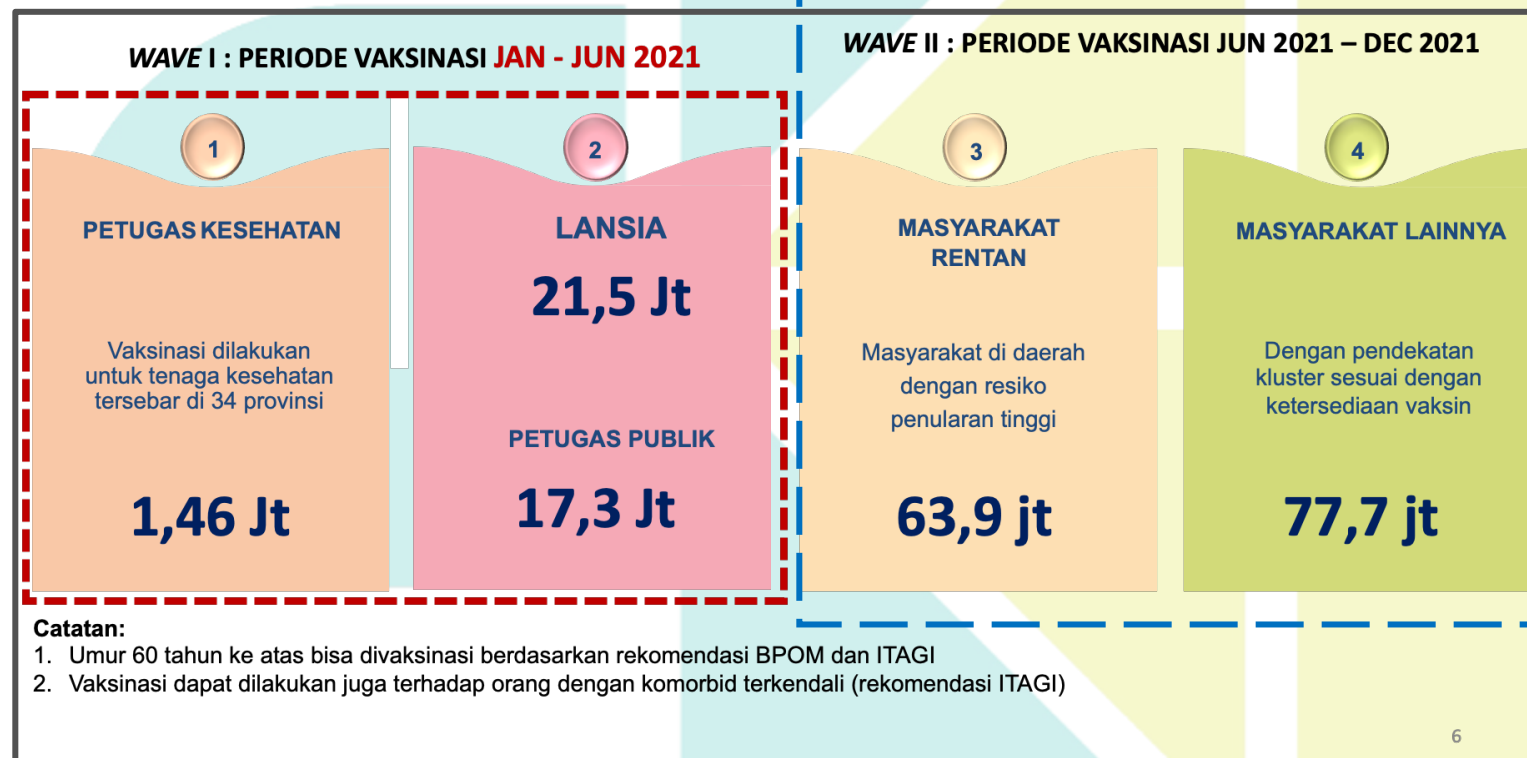 WAVE I : PERIODE VAKSINASI JAN - JUN 2021
1
PETUGAS KESEHATAN
Vaksinasi dilakukan
untuk tenaga kesehatan
tersebar di 34 provinsi
1,46 Jt
2
LANSIA
21,5 Jt
PETUGAS PUBLIK
17,3 Jt
WAVE II : PERIODE VAKSINASI JUN 2021 – DEC 2021
3
MASYARAKAT
RENTAN
Masyarakat di daerah
dengan resiko
penularan tinggi
63,9 jt
4
MASYARAKAT LAINNYA
Dengan pendekatan
kluster sesuai dengan
ketersediaan vaksin
77,7 jt
Catatan:
1. Umur 60 tahun ke atas bisa divaksinasi berdasarkan rekomendasi BPOM dan ITAGI
2. Vaksinasi dapat dilakukan juga terhadap orang dengan komorbid terkendali (rekomendasi ITAGI)
6